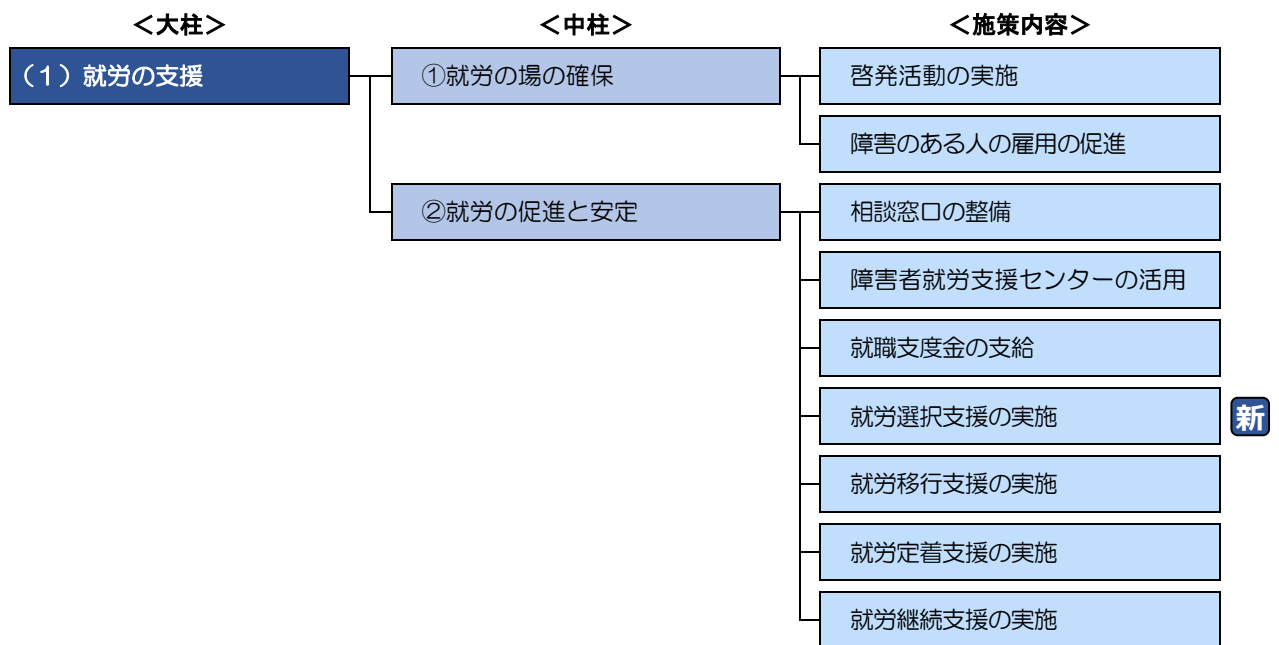 ＜大柱＞
＜中柱＞
＜施策内容＞
（１）就労の支援
①就労の場の確保
啓発活動の実施
障害のある人の雇用の促進
②就労の促進と安定
相談窓口の整備
障害者就労支援センターの活用
就職支度金の支給
就労選択支援の実施
新
就労移行支援の実施
就労定着支援の実施
就労継続支援の実施